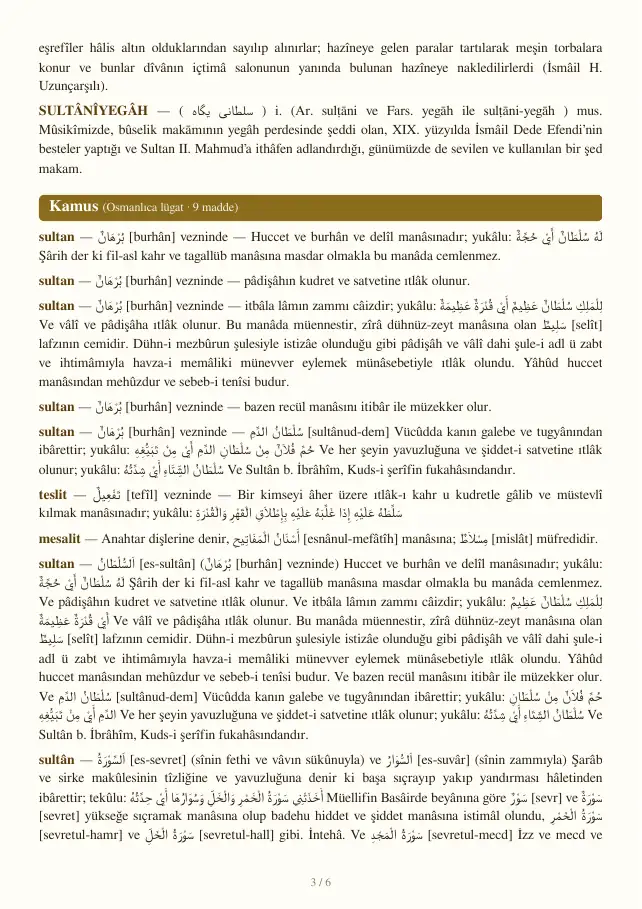 eşrefîler hâlis altın olduklarından sayılıp alınırlar; hazîneye gelen paralar tartılarak meşin torbalara
konur ve bunlar dîvânın içtimâ salonunun yanında bulunan hazîneye nakledilirlerdi (İsmâil H.
Uzunçarşılı).
SULTÂNÎYEGÂH — ( سلطانى يگاه ) i. (Ar. sulṭāni ve Fars. yegāh ile sulṭāni-yegāh ) mus.
Mûsikîmizde, bûselik makāmının yegâh perdesinde şeddi olan, XIX. yüzyılda İsmâil Dede Efendi’nin
besteler yaptığı ve Sultan II. Mahmud’a ithâfen adlandırdığı, günümüzde de sevilen ve kullanılan bir şed
makam.
Kamus (Osmanlıca lügat · 9 madde)
sultan — بُرْهَانٌ [burhân] vezninde — Huccet ve burhân ve delîl manâsınadır; yukâlu: لَهُ سُلْطَانٌ أَيْ حُجَّةٌ
Şârih der ki fil-asl kahr ve tagallüb manâsına masdar olmakla bu manâda cemlenmez.
sultan — بُرْهَانٌ [burhân] vezninde — pâdişâhın kudret ve satvetine ıtlâk olunur.
sultan — بُرْهَانٌ [burhân] vezninde — itbâla lâmın zammı câizdir; yukâlu: لِلْمَلِكِ سُلْطَانٌ عَظِيمٌ أَيْ قُدْرَةٌ عَظِيمَةٌ
Ve vâlî ve pâdişâha ıtlâk olunur. Bu manâda müennestir, zîrâ dühnüz-zeyt manâsına olan سَلِيطٌ [selît]
lafzının cemidir. Dühn-i mezbûrun şulesiyle istizâe olunduğu gibi pâdişâh ve vâlî dahi şule-i adl ü zabt
ve ihtimâmıyla havza-i memâliki münevver eylemek münâsebetiyle ıtlâk olundu. Yâhûd huccet
manâsından mehûzdur ve sebeb-i tenîsi budur.
sultan — بُرْهَانٌ [burhân] vezninde — bazen recül manâsını itibâr ile müzekker olur.
sultan — بُرْهَانٌ [burhân] vezninde — سُلْطَانُ الدَّمِ [sultânud-dem] Vücûdda kanın galebe ve tugyânından
ibârettir; yukâlu: حُمَّ فُلاَنٌ مِنْ سُلْطَانِ الدَّمِ أَيْ مِنْ تَبَيُّغِهِ Ve her şeyin yavuzluğuna ve şiddet-i satvetine ıtlâk
olunur; yukâlu: سُلْطَانُ الشِّتَاءِ أَيْ شِدَّتُهُ Ve Sultân b. İbrâhîm, Kuds-i şerîfin fukahâsındandır.
teslit — تَفْعِيلٌ [tefîl] vezninde — Bir kimseyi âher üzere ıtlâk-ı kahr u kudretle gâlib ve müstevlî
kılmak manâsınadır; yukâlu: سَلَّطَهُ عَلَيْهِ إِذَا غَلَّبَهُ عَلَيْهِ بِإِطْلاَقِ الْقَهْرِ وَالْقُدْرَةِ
mesalit — Anahtar dişlerine denir, أَسْنَانُ الْمَفَاتِيحِ [esnânul-mefâtîh] manâsına; مِسْلاَطٌ [mislât] müfredidir.
sultan — اَلسُّلْطَانُ [es-sultân] (بُرْهَانٌ [burhân] vezninde) Huccet ve burhân ve delîl manâsınadır; yukâlu:
لَهُ سُلْطَانٌ أَيْ حُجَّةٌ Şârih der ki fil-asl kahr ve tagallüb manâsına masdar olmakla bu manâda cemlenmez.
Ve pâdişâhın kudret ve satvetine ıtlâk olunur. Ve itbâla lâmın zammı câizdir; yukâlu: لِلْمَلِكِ سُلْطَانٌ عَظِيمٌ
أَيْ قُدْرَةٌ عَظِيمَةٌ Ve vâlî ve pâdişâha ıtlâk olunur. Bu manâda müennestir, zîrâ dühnüz-zeyt manâsına olan
سَلِيطٌ [selît] lafzının cemidir. Dühn-i mezbûrun şulesiyle istizâe olunduğu gibi pâdişâh ve vâlî dahi şule-i
adl ü zabt ve ihtimâmıyla havza-i memâliki münevver eylemek münâsebetiyle ıtlâk olundu. Yâhûd
huccet manâsından mehûzdur ve sebeb-i tenîsi budur. Ve bazen recül manâsını itibâr ile müzekker olur.
Ve سُلْطَانُ الدَّمِ [sultânud-dem] Vücûdda kanın galebe ve tugyânından ibârettir; yukâlu: حُمَّ فُلاَنٌ مِنْ سُلْطَانِ
الدَّمِ أَيْ مِنْ تَبَيُّغِهِ Ve her şeyin yavuzluğuna ve şiddet-i satvetine ıtlâk olunur; yukâlu: سُلْطَانُ الشِّتَاءِ أَيْ شِدَّتُهُ Ve
Sultân b. İbrâhîm, Kuds-i şerîfin fukahâsındandır.
sultân — اَلسَّوْرَةُ [es-sevret] (sînin fethi ve vâvın sükûnuyla) ve اَلسُّوَارُ [es-suvâr] (sînin zammıyla) Şarâb
ve sirke makûlesinin tîzliğine ve yavuzluğuna denir ki başa sıçrayıp yakıp yandırması hâletinden
ibârettir; tekûlu: أَخَذَتْنِي سَوْرَةُ الْخَمْرِ وَالْخَلِّ وَسُوَارُهَا أَيْ حِدَّتُهُ Müellifin Basâirde beyânına göre سَوْرٌ [sevr] ve سَوْرَةٌ
[sevret] yükseğe sıçramak manâsına olup badehu hiddet ve şiddet manâsına istimâl olundu, سَوْرَةُ الْخَمْرِ
[sevretul-hamr] ve سَوْرَةُ الْخَلِّ [sevretul-hall] gibi. İntehâ. Ve سَوْرَةُ الْمَجْدِ [sevretul-mecd] İzz ve mecd ve
3 / 6